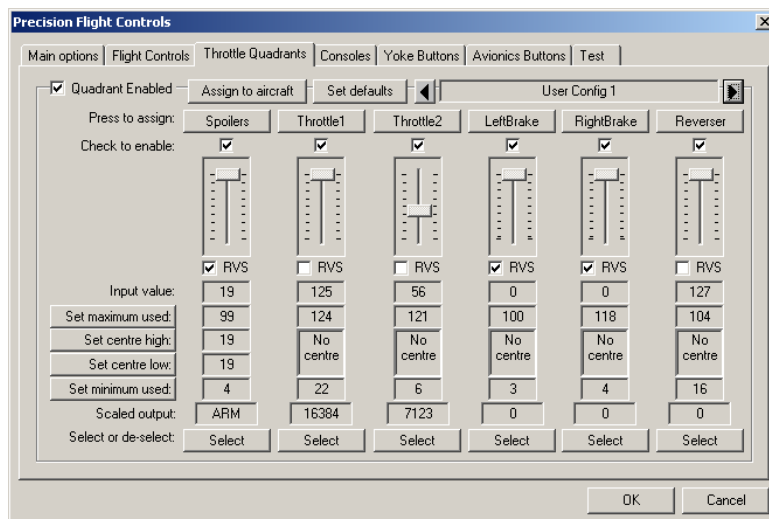 Precision Flight Controls
Main options Flight Controls Throttle Quadrants Consoles Yoke Buttons Avionics Buttons Test
Quadrant Enabled Assign to aircraft Set defaults User Config 1
Press to assign: Spoilers Throttle1 Throttle2 LeftBrake RightBrake Reverser
Check to enable:
RVS RVS RVS RVS RVS RVS
Input value: 19 125 56 0 0 127
Set maximum used: 99 124 121 100 118 104
Set centre high: 19 No centre No centre No centre No centre No centre
Set centre low: 19
Set minimum used: 4 22 6 3 4 16
Scaled output: ARM 16384 7123 0 0 0
Select or de-select: Select Select Select Select Select Select
OK Cancel